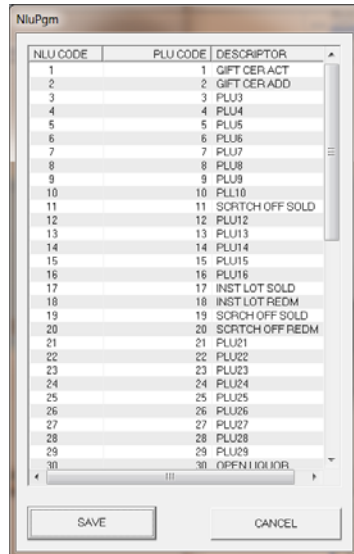 NluPgm
NLU CODE PLU CODE DESCRIPTOR
1 1 GIFT CER ACT
2 2 GIFT CER ADD
3 3 PLU3
4 4 PLU4
5 5 PLU5
6 6 PLU6
7 7 PLU7
8 8 PLU8
9 9 PLU9
10 10 PLL10
11 11 SCRTCH OFF SOLD
12 12 PLU12
13 13 PLU13
14 14 PLU14
15 15 PLU15
16 16 PLU16
17 17 INST LOT SOLD
18 18 INST LOT REDM
19 19 SCRCH OFF SOLD
20 20 SCRTCH OFF REDM
21 21 PLU21
22 22 PLU22
23 23 PLU23
24 24 PLU24
25 25 PLU25
26 26 PLU26
27 27 PLU27
28 28 PLU28
29 29 PLU29
30 30 OPEN LIQUOR
SAVE CANCEL